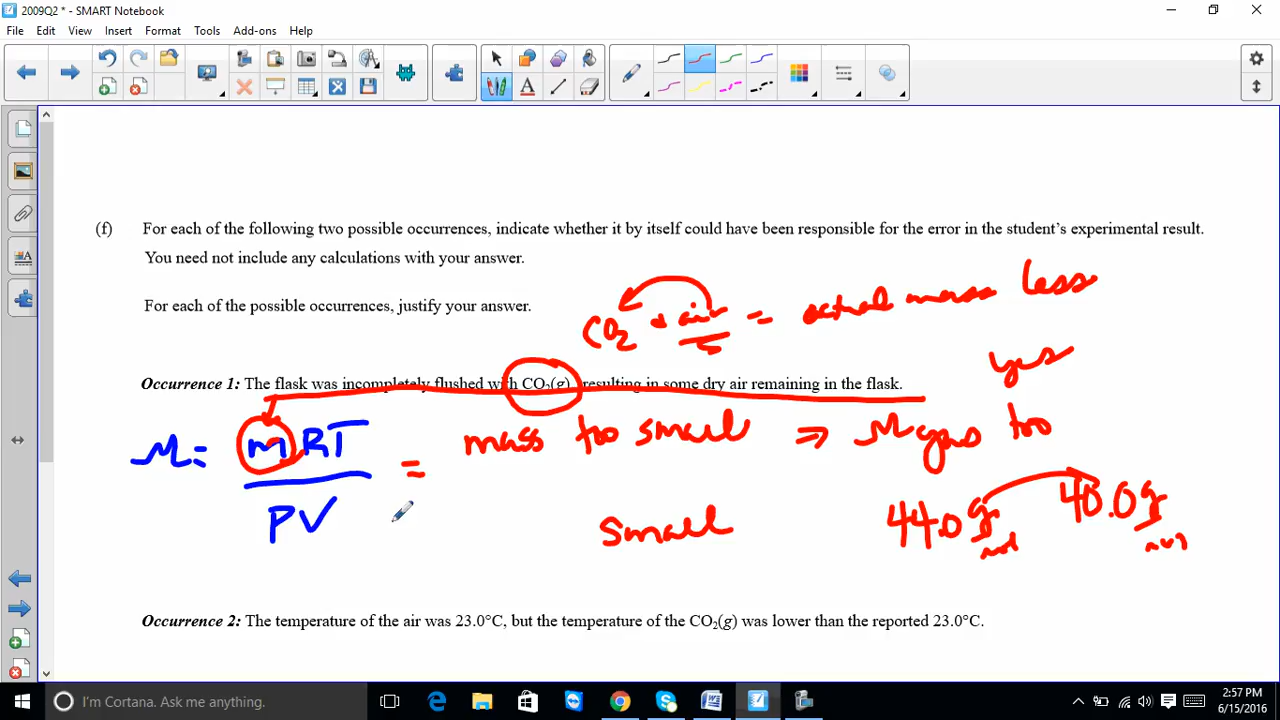 2009Q2 * - SMART Notebook
File Edit View Insert Format Tools Add-ons Help
(f) For each of the following two possible occurrences, indicate whether it by itself could have been responsible for the error in the student's experimental result.
You need not include any calculations with your answer.
For each of the possible occurrences, justify your answer.
CO2 + air = actual mass less
yes
Occurrence 1: The flask was incompletely flushed with CO₂(g), resulting in some dry air remaining in the flask.
M = mRT
PV
= mass too small ⇒ M gas too
small
44.0 g
mol
40.0 g
mol
Occurrence 2: The temperature of the air was 23.0°C, but the temperature of the CO₂(g) was lower than the reported 23.0°C.
I'm Cortana. Ask me anything.
2:57 PM
6/15/2016